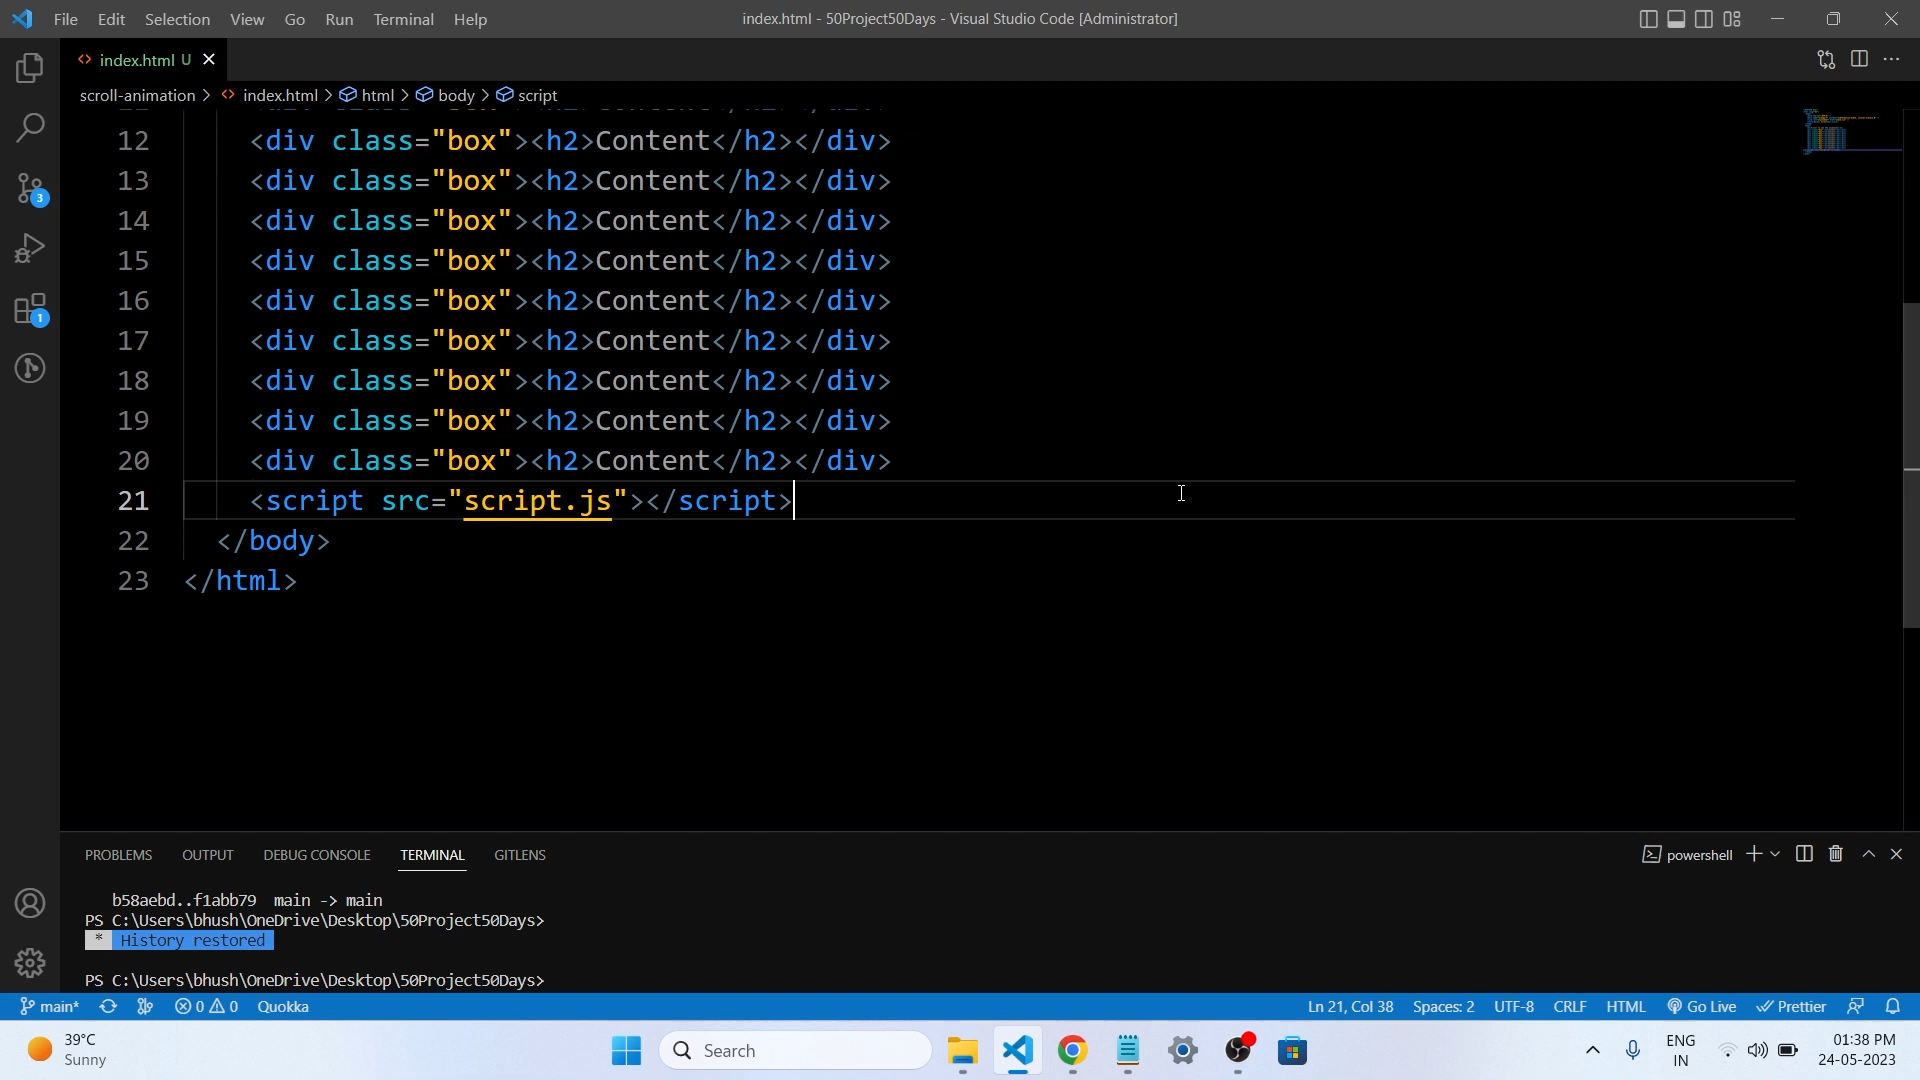 File Edit Selection View Go Run Terminal Help
index.html - 50Project50Days - Visual Studio Code [Administrator]
<> index.html U
scroll-animation > <> index.html > html > body > script
12 <div class="box"><h2>Content</h2></div>
13 <div class="box"><h2>Content</h2></div>
14 <div class="box"><h2>Content</h2></div>
15 <div class="box"><h2>Content</h2></div>
16 <div class="box"><h2>Content</h2></div>
17 <div class="box"><h2>Content</h2></div>
18 <div class="box"><h2>Content</h2></div>
19 <div class="box"><h2>Content</h2></div>
20 <div class="box"><h2>Content</h2></div>
21 <script src="script.js"></script>
22 </body>
23 </html>
3
1
PROBLEMS OUTPUT DEBUG CONSOLE TERMINAL GITLENS
powershell
b58aebd..f1abb79 main -> main
PS C:\Users\bhush\OneDrive\Desktop\50Project50Days>
* History restored
PS C:\Users\bhush\OneDrive\Desktop\50Project50Days>
main* 0 0 Quokka
Ln 21, Col 38 Spaces: 2 UTF-8 CRLF HTML Go Live Prettier
39°C
Sunny
Search
ENG
IN
01:38 PM
24-05-2023